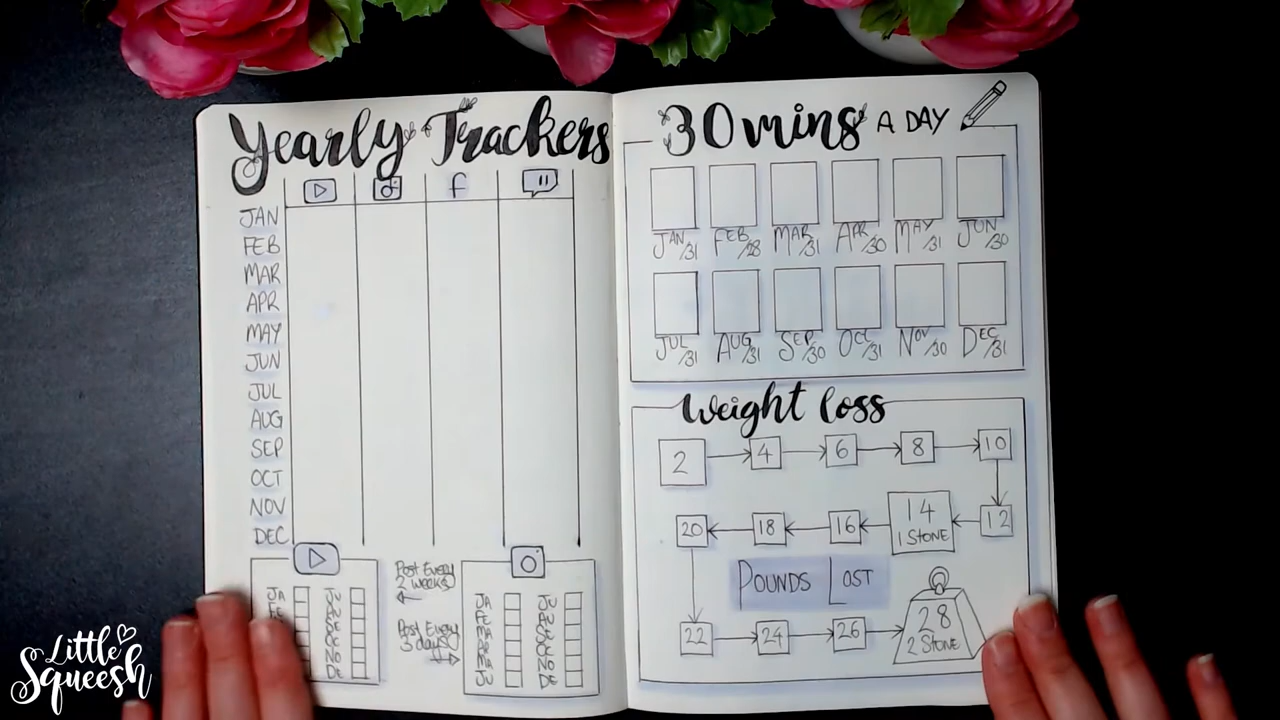 Yearly Trackers
f
JAN
FEB
MAR
APR
MAY
JUN
JUL
AUG
SEP
OCT
NOV
DEC
JA JU
FE
Post Every
2 weeks
Post Every
3 days
JA JU
FE AU
MA SE
AP OC
MA NO
JU DE
30 mins A DAY
JAN/31 FEB/28 MAR/31 APR/30 MAY/31 JUN/30
JUL/31 AUG/31 SEP/30 OCT/31 NOV/30 DEC/31
Weight loss
2 4 6 8 10
20 18 16 14 12
1 STONE
POUNDS LOST
22 24 26 28
2 STONE
Little
Squeesh